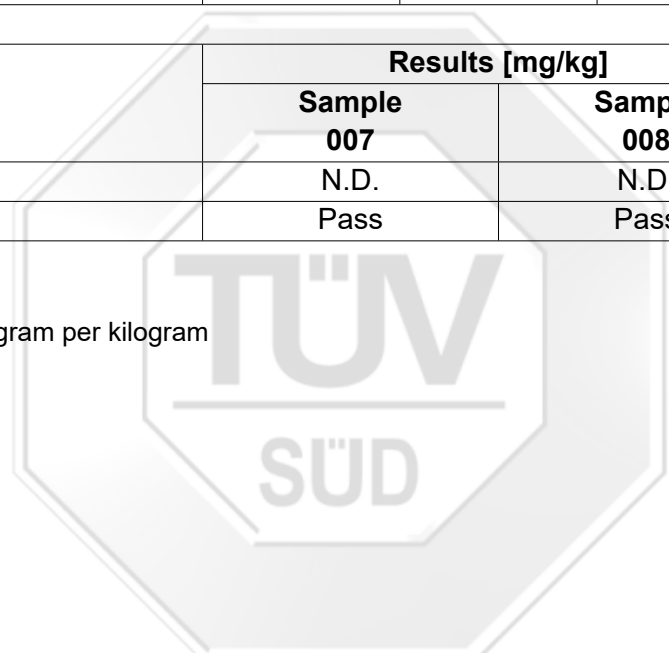 Results [mg/kg]
Sample
007
Samp
008
N.D.
N.D
Pass
Pass
gram per kilogram
TÜV
SÜD